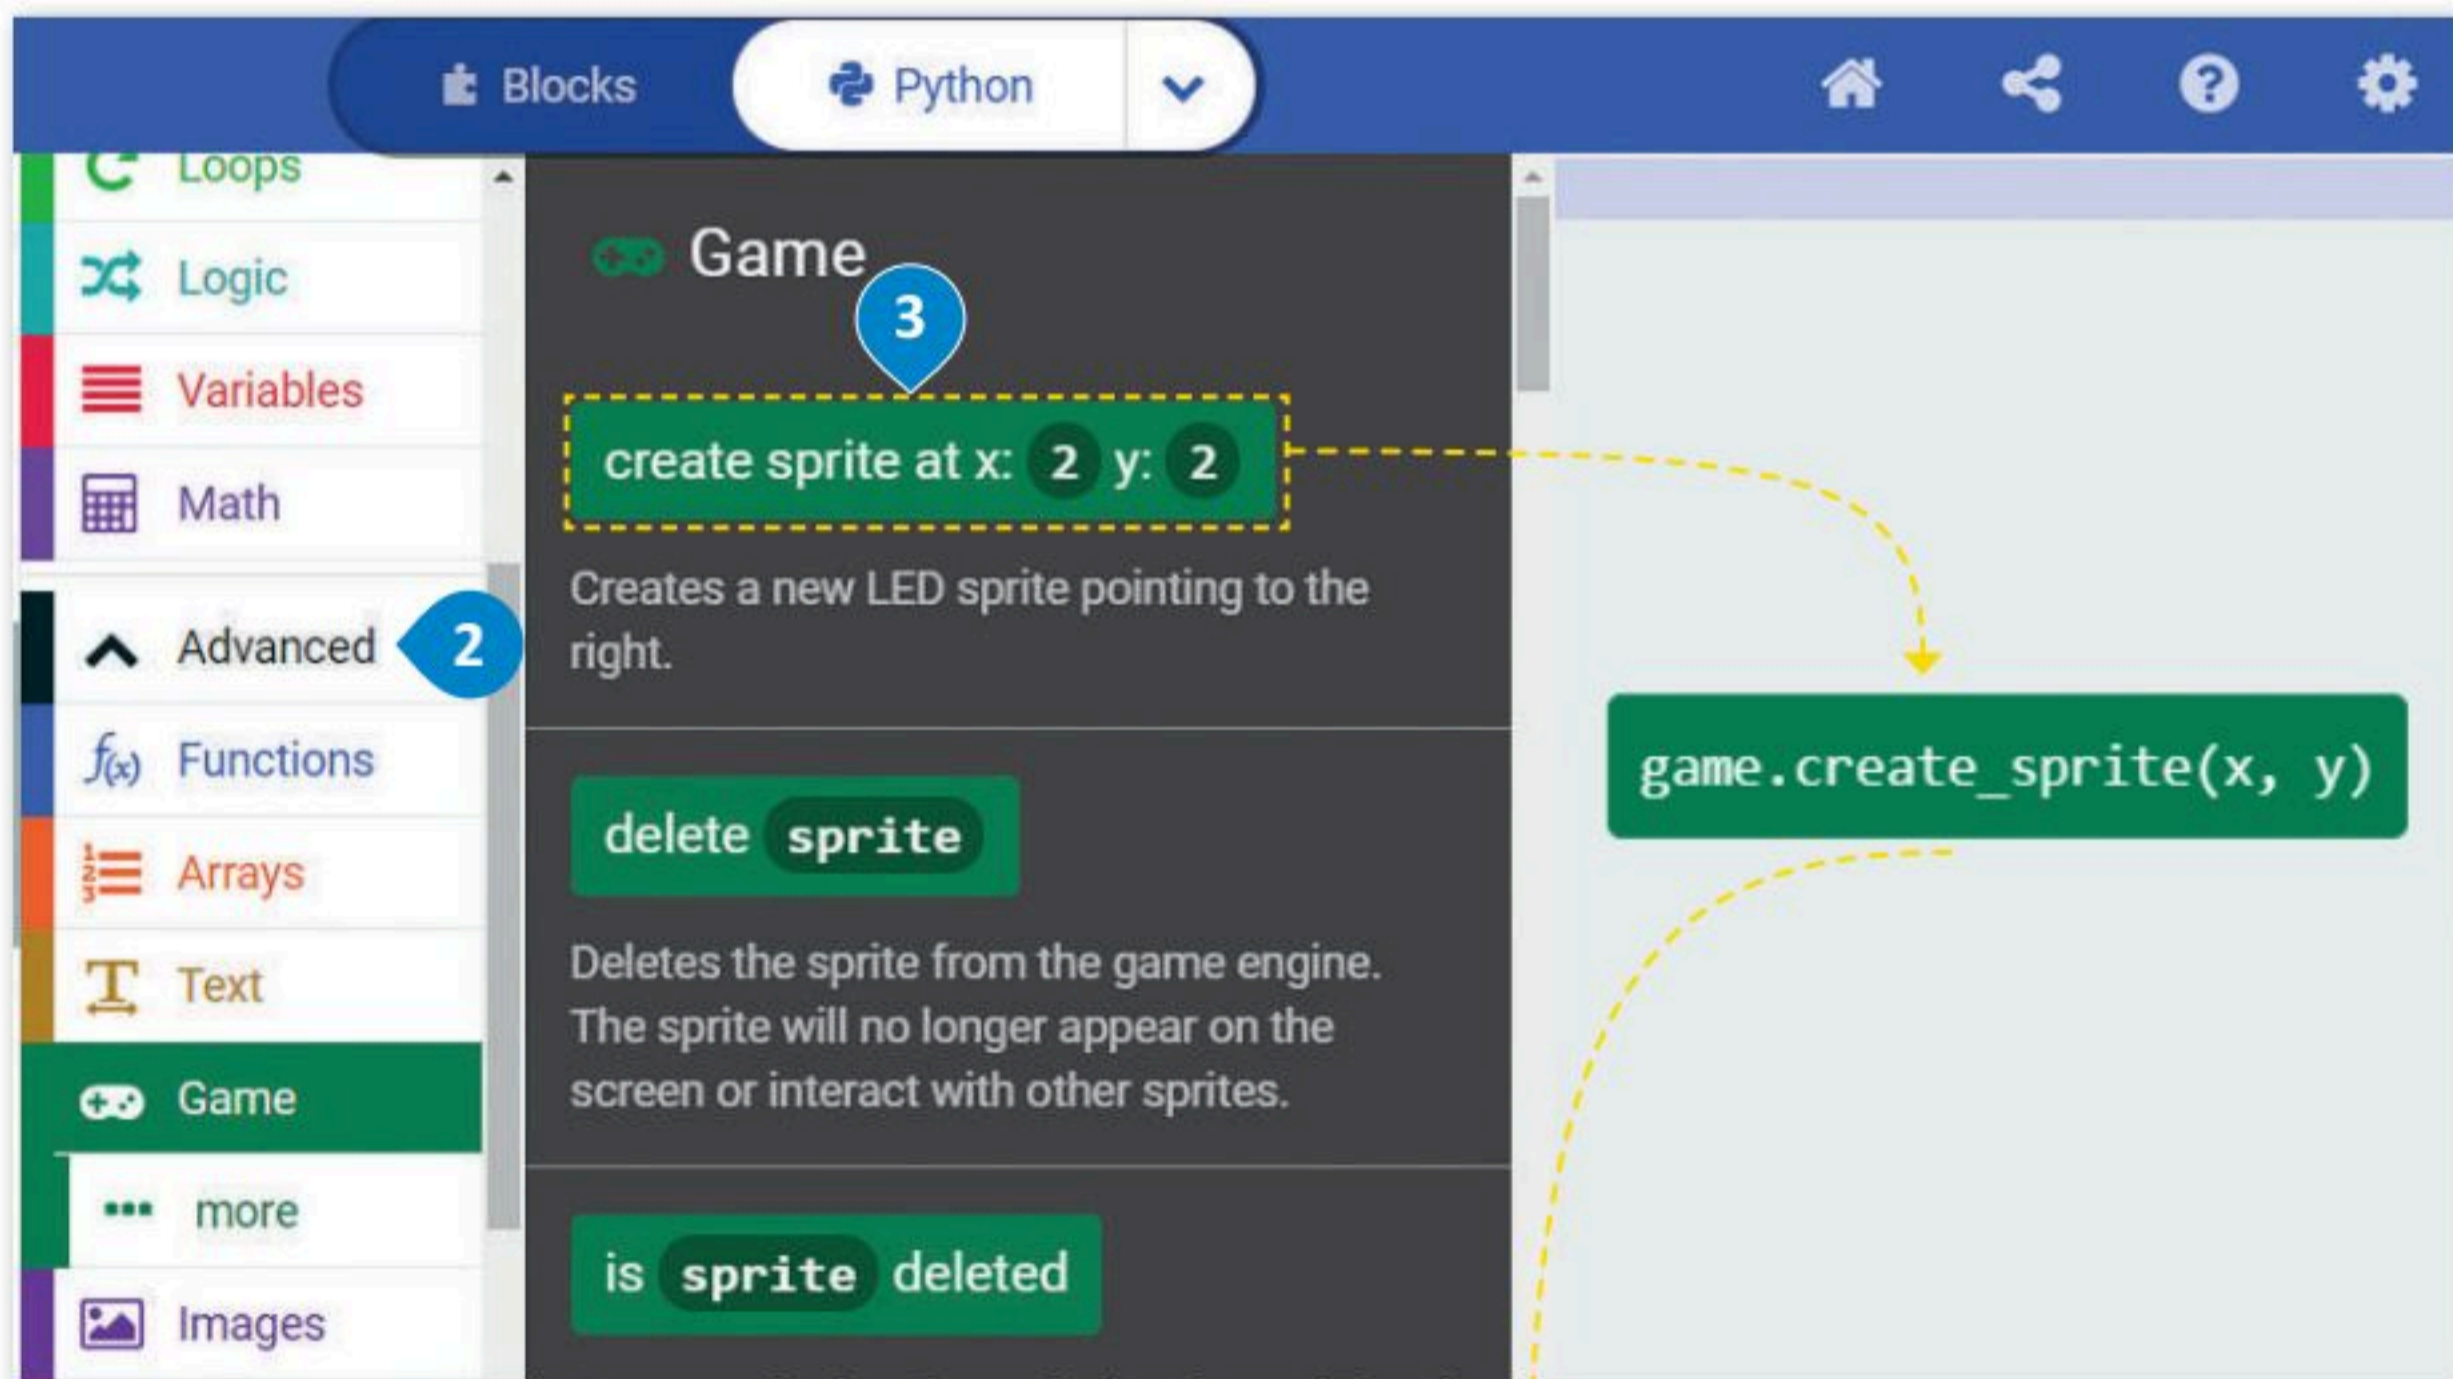 Blocks
Python
Loops
Logic
Variables
Math
Advanced
2
Functions
Arrays
Text
Game
more
Images
Game
3
create sprite at x: 2 y: 2
Creates a new LED sprite pointing to the
right.
delete sprite
Deletes the sprite from the game engine.
The sprite will no longer appear on the
screen or interact with other sprites.
is sprite deleted
game.create_sprite(x, y)